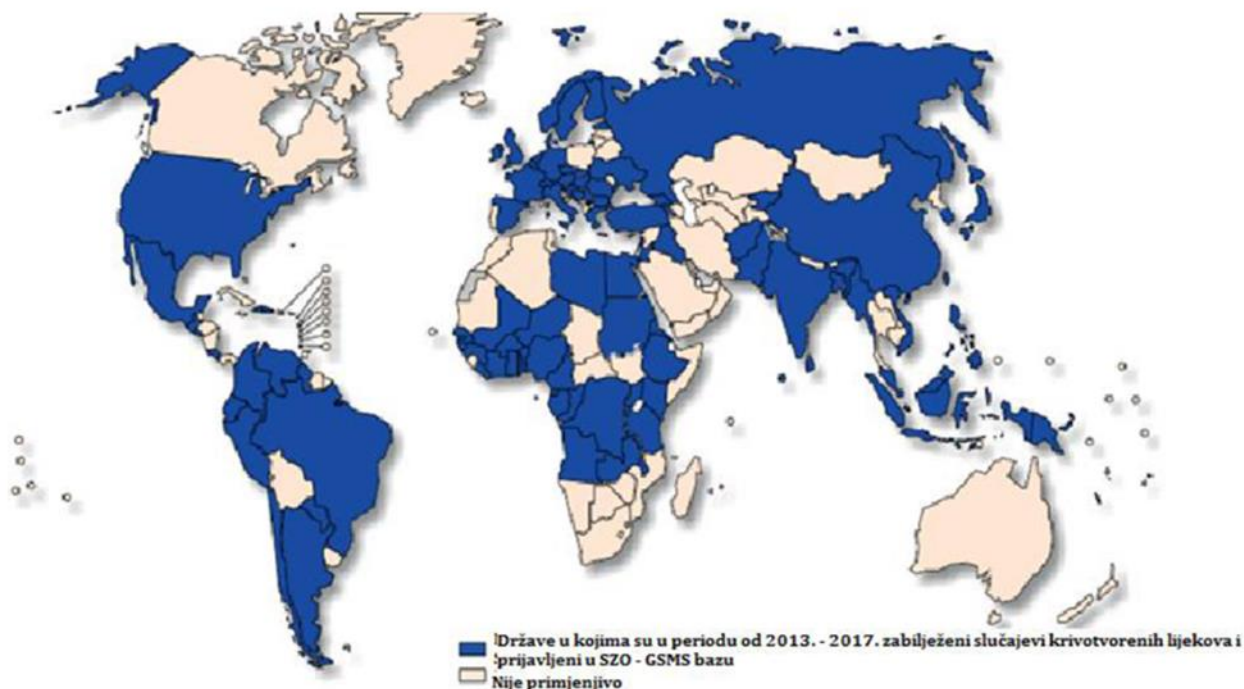 Države u kojima su u periodu od 2013. - 2017. zabilježeni slučajevi krivotvorenih lijekova i
prijavljeni u SZO - GSMS bazu
Nije primjenjivo